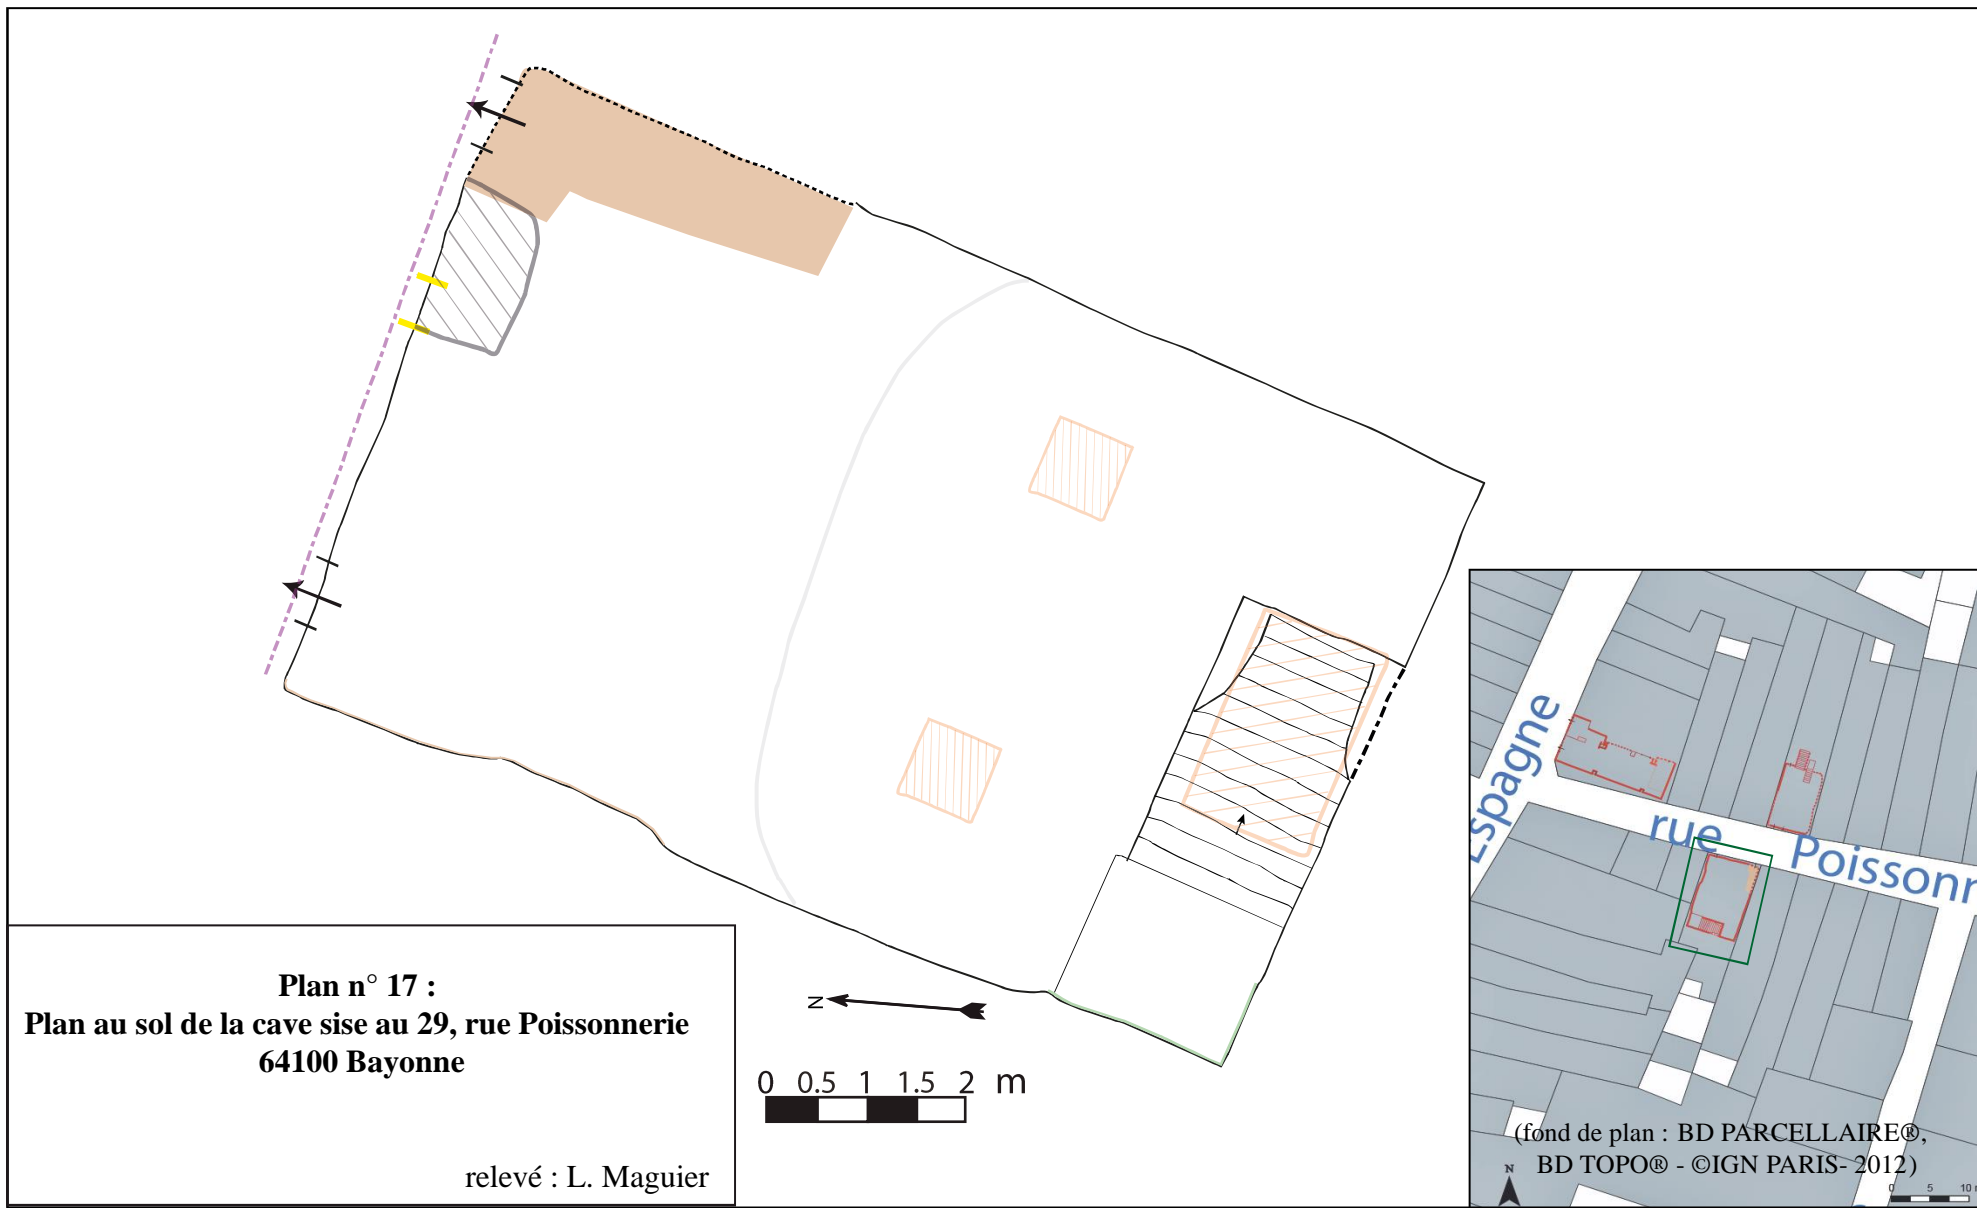 Plan n° 17 :
Plan au sol de la cave sise au 29, rue Poissonnerie
64100 Bayonne
relevé : L. Maguier
N
0 0.5 1 1.5 2 m
Espagne
rue Poissonn
(fond de plan : BD PARCELLAIRE®,
BD TOPO® - ©IGN PARIS- 2012)
N
0 5 10